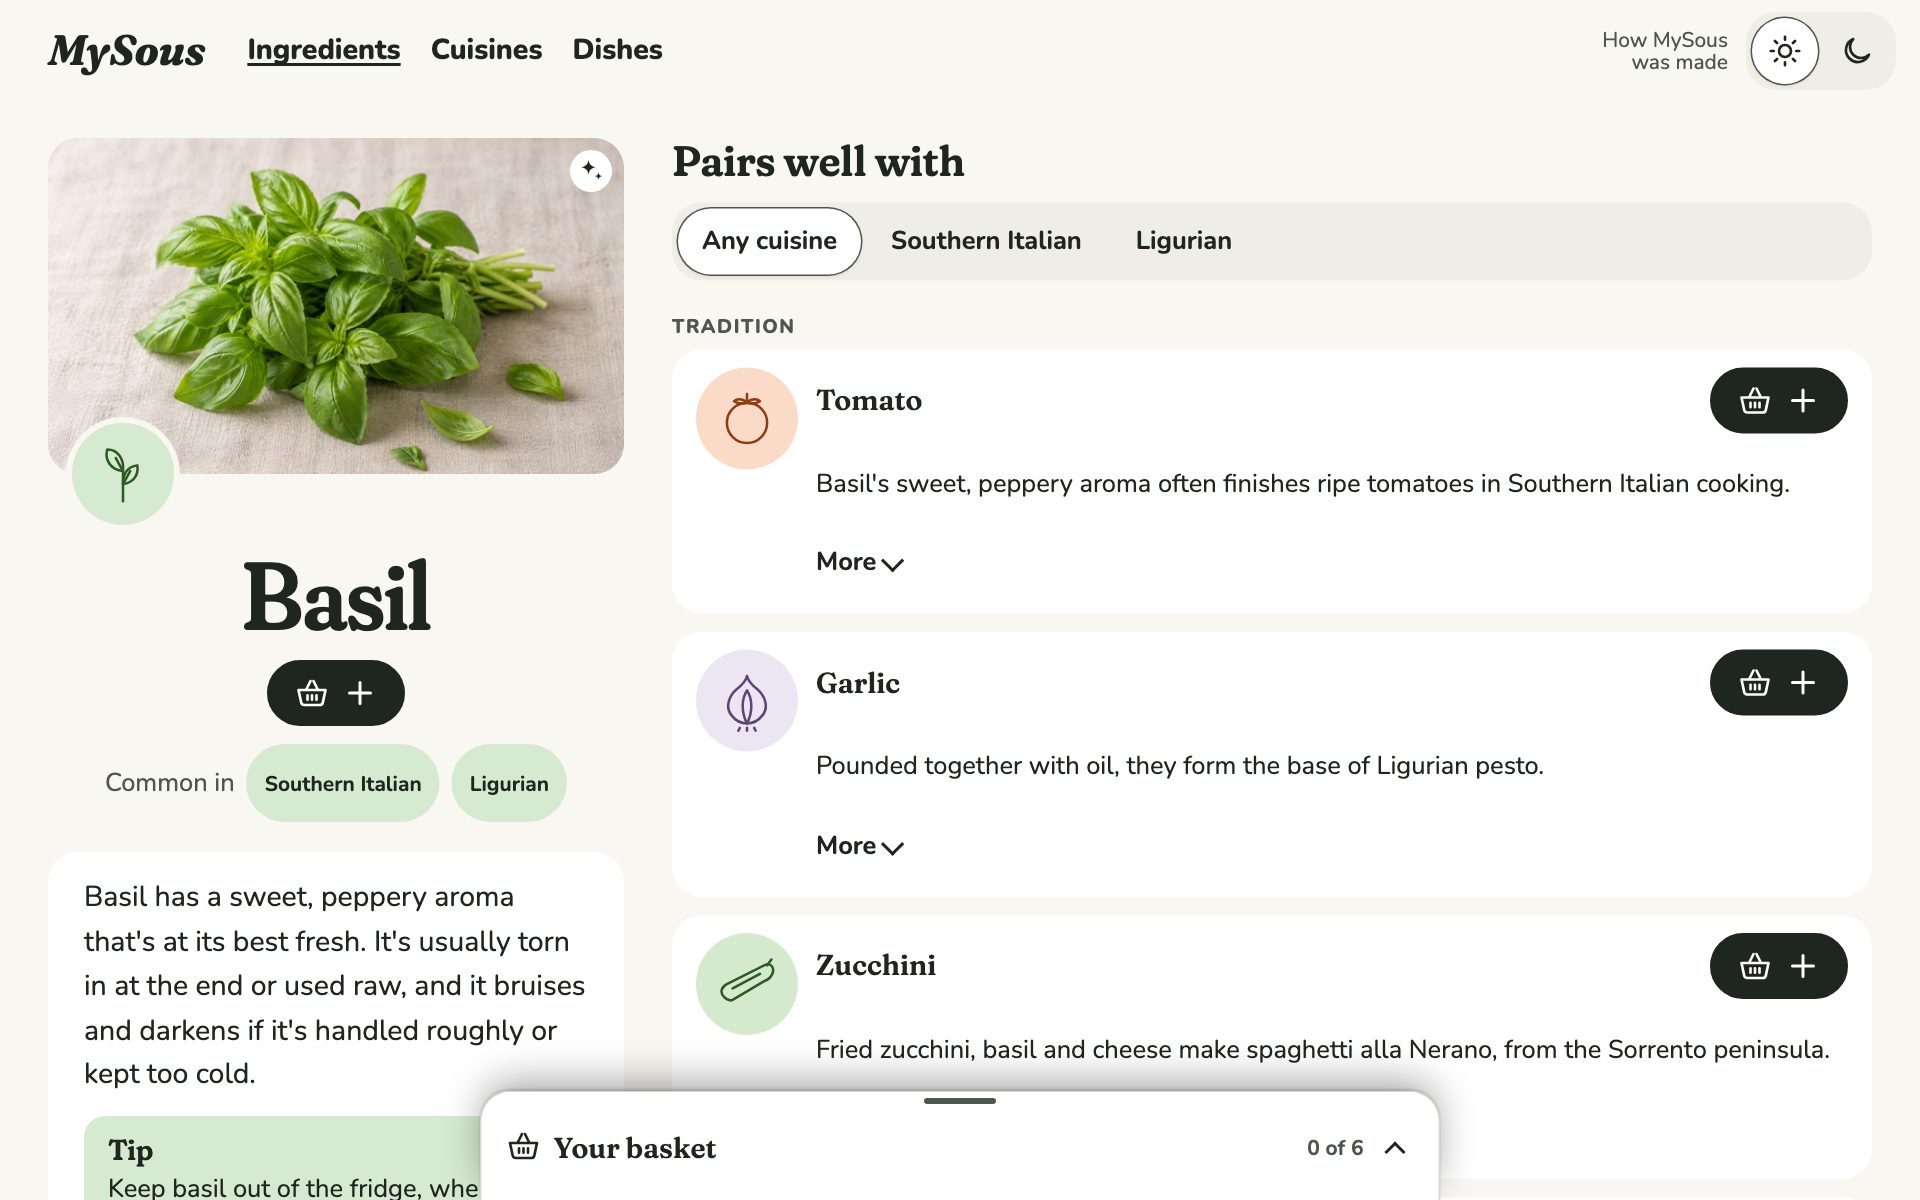 MySous
Ingredients
Cuisines
Dishes
How MySous
was made
Basil
Common in
Southern Italian
Ligurian
Basil has a sweet, peppery aroma
that's at its best fresh. It's usually torn
in at the end or used raw, and it bruises
and darkens if it's handled roughly or
kept too cold.
Tip
Keep basil out of the fridge, whe
Pairs well with
Any cuisine
Southern Italian
Ligurian
TRADITION
Tomato
Basil's sweet, peppery aroma often finishes ripe tomatoes in Southern Italian cooking.
More
Garlic
Pounded together with oil, they form the base of Ligurian pesto.
More
Zucchini
Fried zucchini, basil and cheese make spaghetti alla Nerano, from the Sorrento peninsula.
Your basket
0 of 6